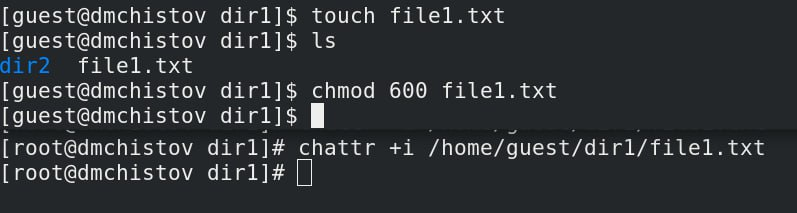 [guest@dmchistov dir1]$ touch file1.txt
[guest@dmchistov dir1]$ ls
dir2  file1.txt
[guest@dmchistov dir1]$ chmod 600 file1.txt
[guest@dmchistov dir1]$
[root@dmchistov dir1]# chattr +i /home/guest/dir1/file1.txt
[root@dmchistov dir1]#